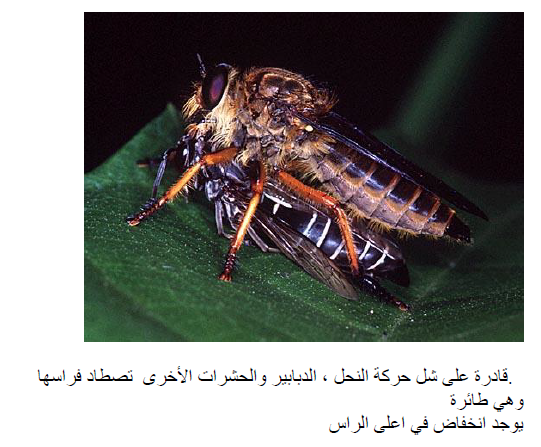 .قادرة على شل حركة النحل ، الدبابير والحشرات الأخرى تصطاد فراسها
وهي طائرة
يوجد انخفاض في اعلى الراس